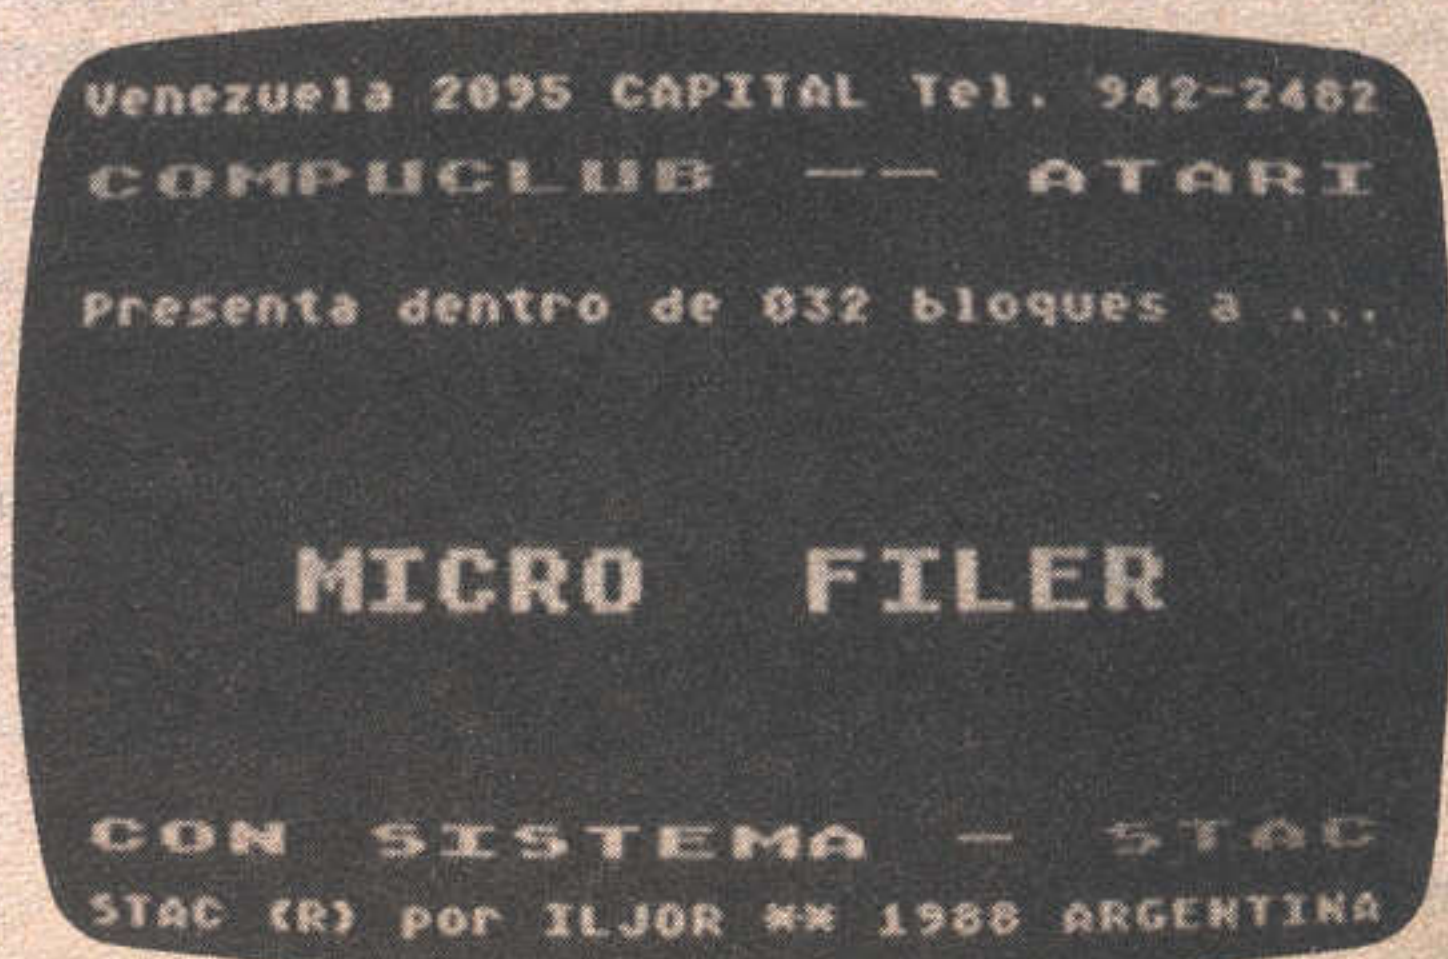 Venezuela 2095 CAPITAL Tel. 942-2482
COMPUCLUB -- ATARI
Presenta dentro de 032 bloques a ...
MICRO FILER
CON SISTEMA - STAC
STAC (R) por ILJOR ** 1988 ARGENTINA